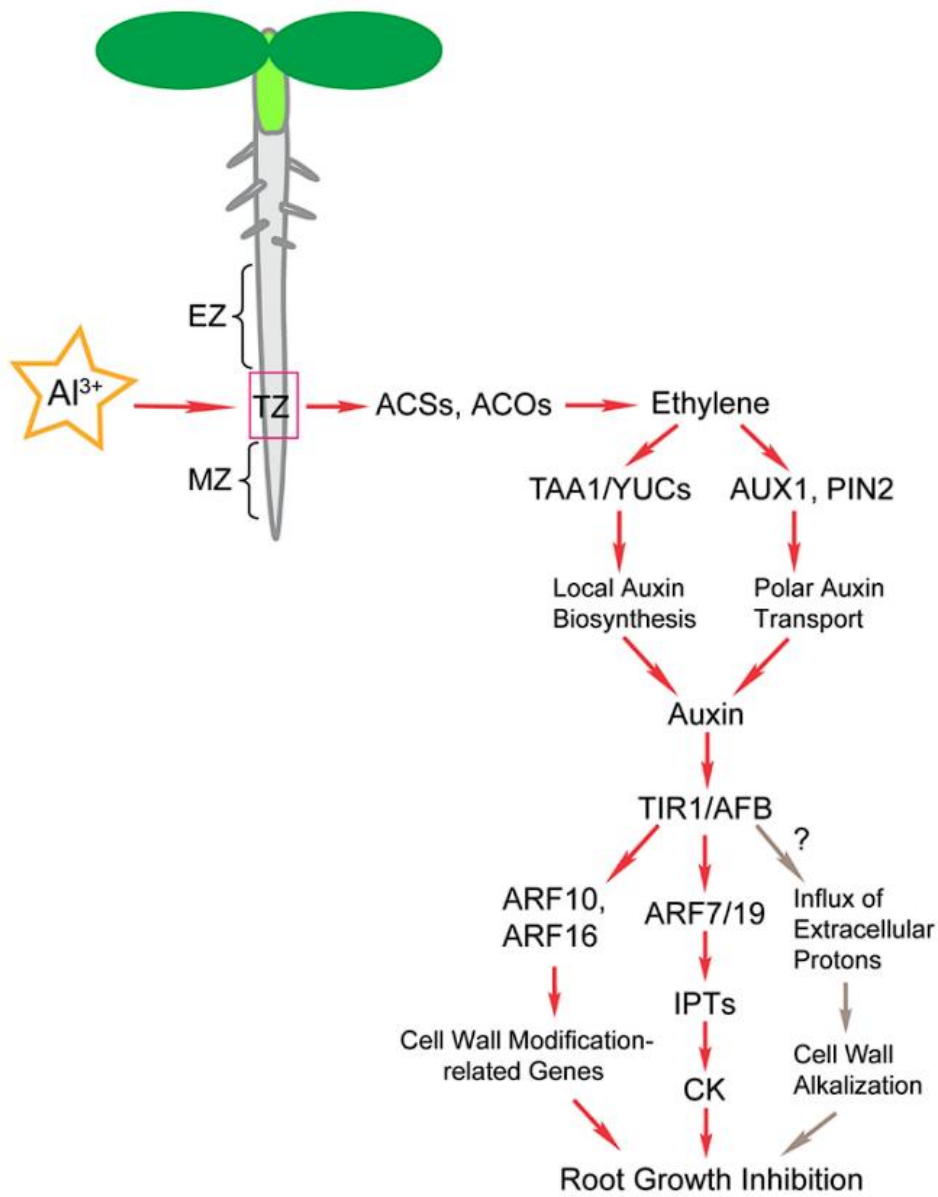 EZ
Al³⁺
TZ
ACSs, ACOs
Ethylene
MZ
TAA1/YUCs
AUX1, PIN2
Local Auxin
Biosynthesis
Polar Auxin
Transport
Auxin
TIR1/AFB
?
ARF10,
ARF16
ARF7/19
Influx of
Extracellular
Protons
IPTs
Cell Wall Modification-
related Genes
CK
Cell Wall
Alkalization
Root Growth Inhibition